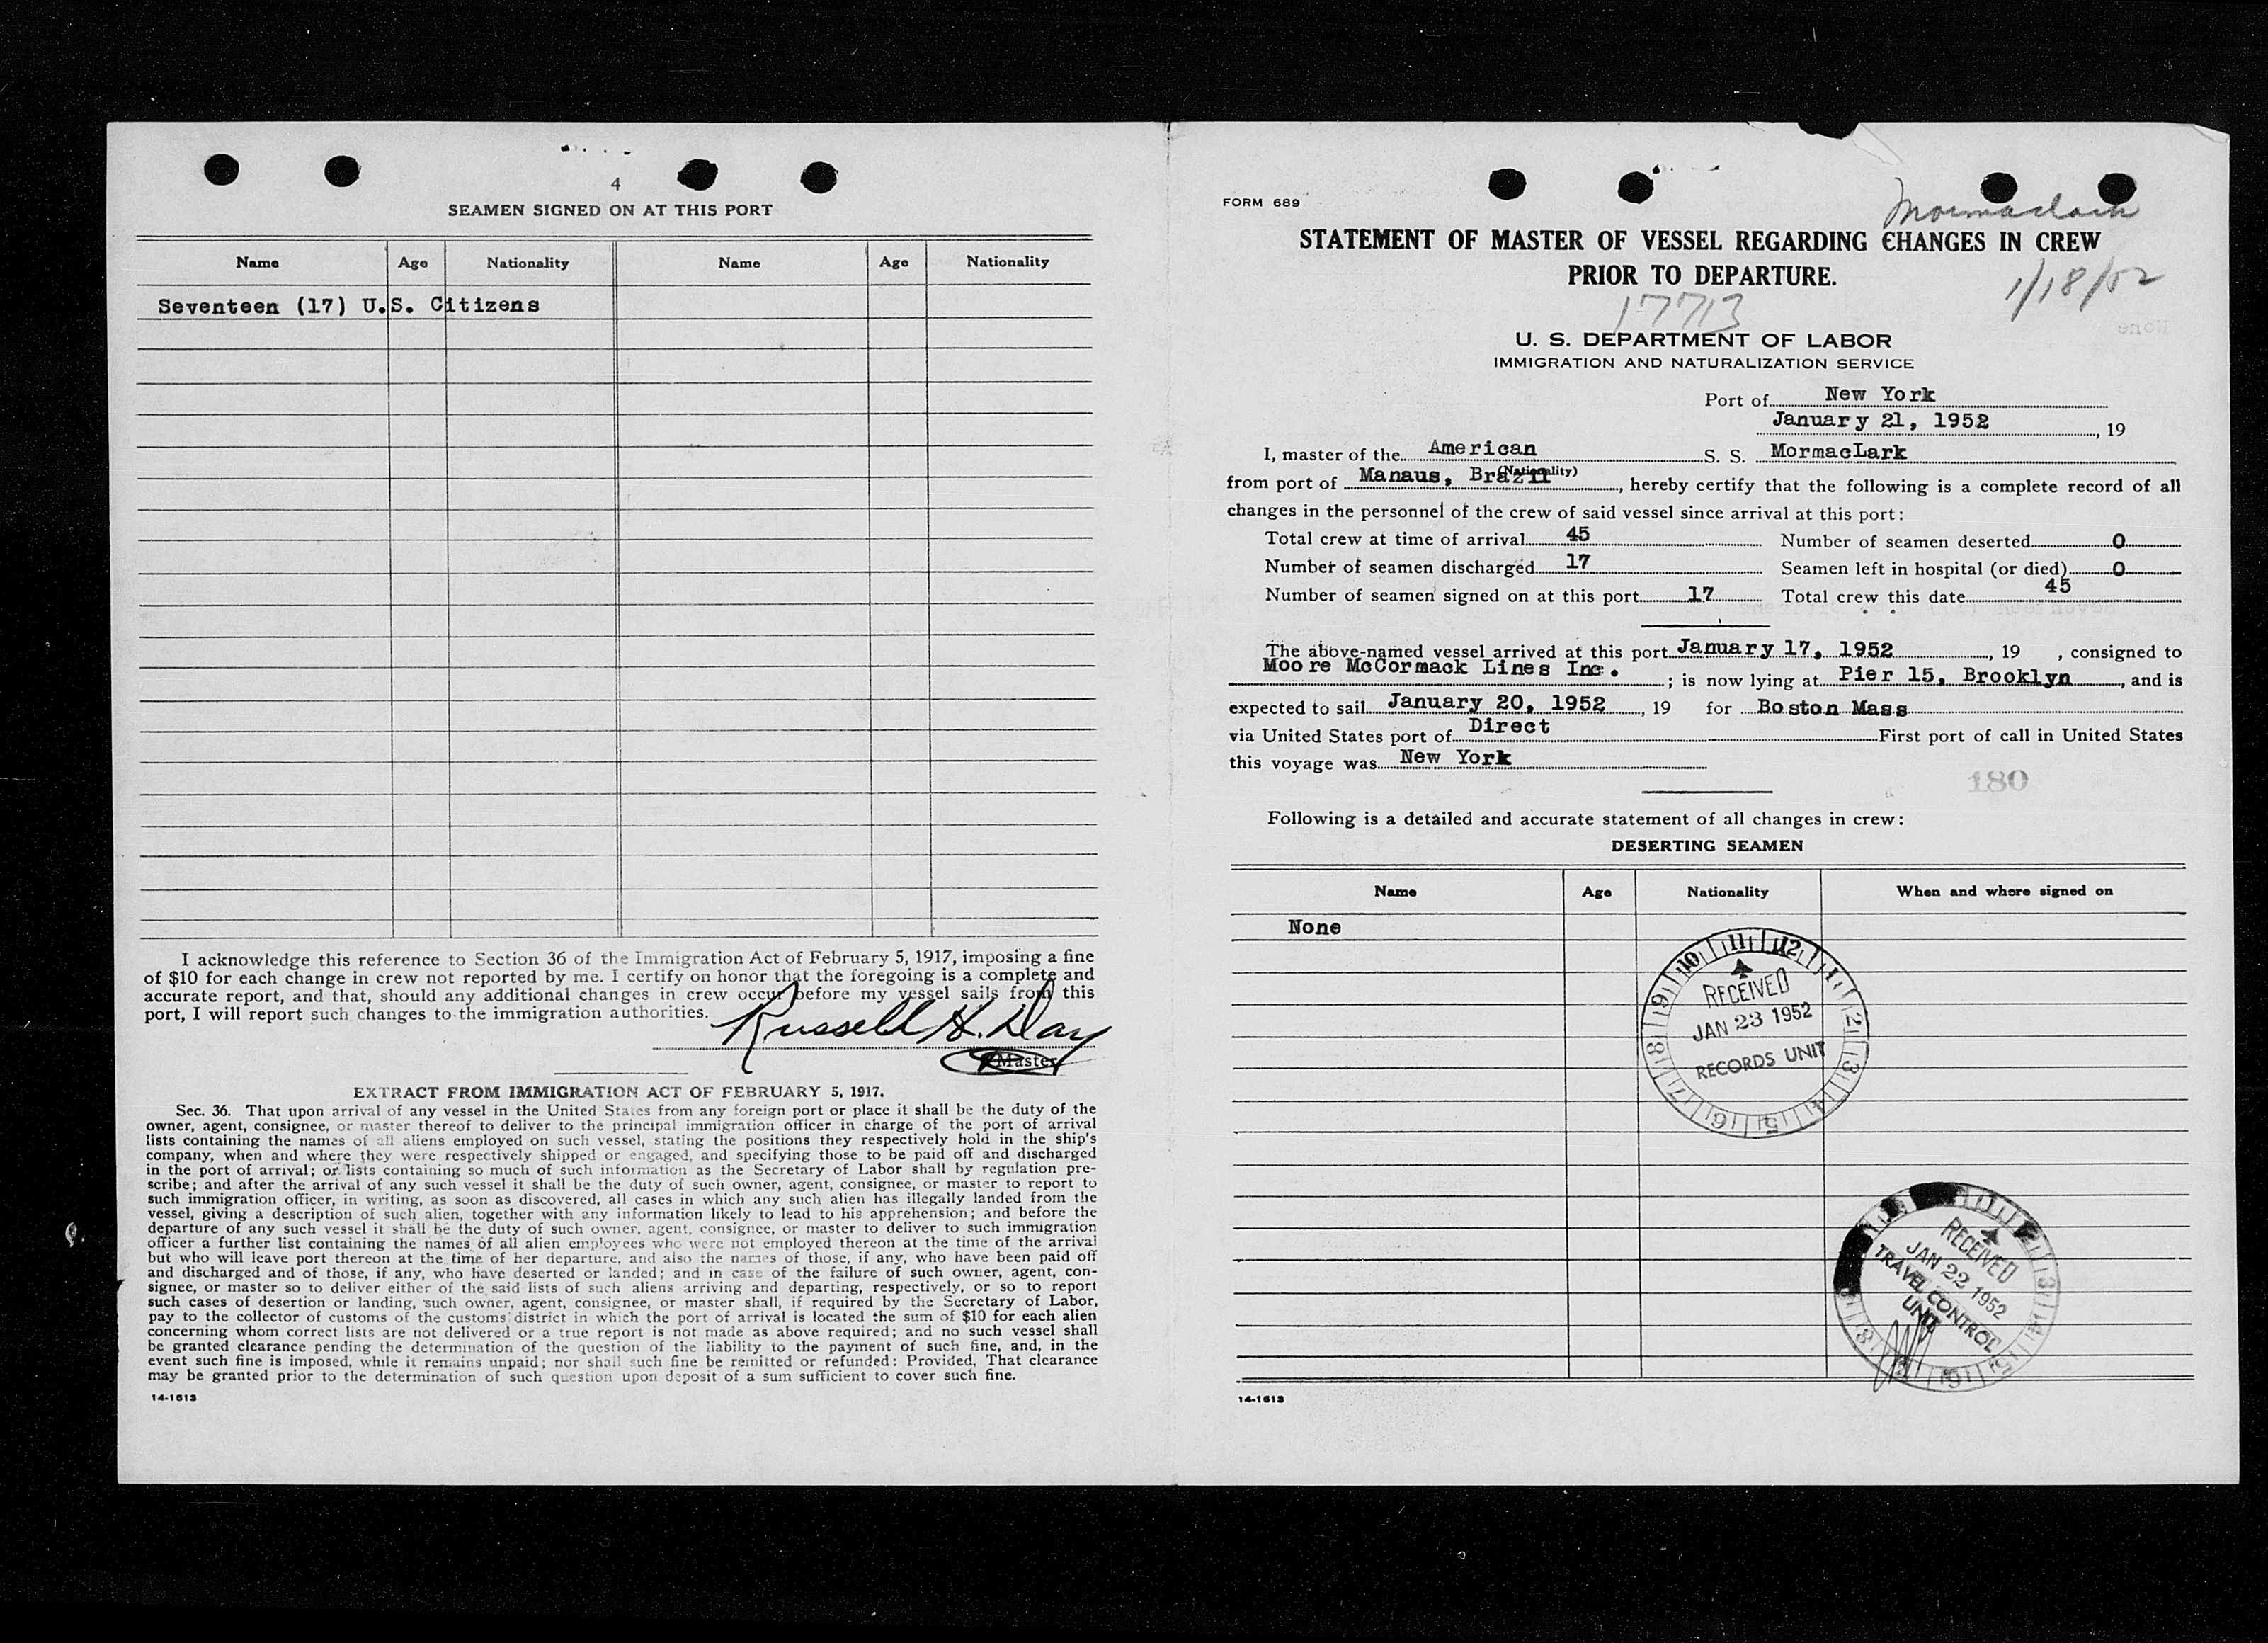 4
SEAMEN SIGNED ON AT THIS PORT
Name Age Nationality Name Age Nationality
Seventeen (17) U.S. Citizens
I acknowledge this reference to Section 36 of the Immigration Act of February 5, 1917, imposing a fine
of $10 for each change in crew not reported by me. I certify on honor that the foregoing is a complete and
accurate report, and that, should any additional changes in crew occur before my vessel sails from this
port, I will report such changes to the immigration authorities.
Russell H. Day
Master
EXTRACT FROM IMMIGRATION ACT OF FEBRUARY 5, 1917.
Sec. 36. That upon arrival of any vessel in the United States from any foreign port or place it shall be the duty of the
owner, agent, consignee, or master thereof to deliver to the principal immigration officer in charge of the port of arrival
lists containing the names of all aliens employed on such vessel, stating the positions they respectively hold in the ship's
company, when and where they were respectively shipped or engaged, and specifying those to be paid off and discharged
in the port of arrival; or lists containing so much of such information as the Secretary of Labor shall by regulation pre-
scribe; and after the arrival of any such vessel it shall be the duty of such owner, agent, consignee, or master to report to
such immigration officer, in writing, as soon as discovered, all cases in which any such alien has illegally landed from the
vessel, giving a description of such alien, together with any information likely to lead to his apprehension; and before the
departure of any such vessel it shall be the duty of such owner, agent, consignee, or master to deliver to such immigration
officer a further list containing the names of all alien employees who were not employed thereon at the time of the arrival
but who will leave port thereon at the time of her departure, and also the names of those, if any, who have been paid off
and discharged and of those, if any, who have deserted or landed; and in case of the failure of such owner, agent, con-
signee, or master so to deliver either of the said lists of such aliens arriving and departing, respectively, or so to report
such cases of desertion or landing, such owner, agent, consignee, or master shall, if required by the Secretary of Labor,
pay to the collector of customs of the customs district in which the port of arrival is located the sum of $10 for each alien
concerning whom correct lists are not delivered or a true report is not made as above required; and no such vessel shall
be granted clearance pending the determination of the question of the liability to the payment of such fine, and, in the
event such fine is imposed, while it remains unpaid; nor shall such fine be remitted or refunded: Provided, That clearance
may be granted prior to the determination of such question upon deposit of a sum sufficient to cover such fine.
14-1613
FORM 689
Mormaclark
STATEMENT OF MASTER OF VESSEL REGARDING CHANGES IN CREW
PRIOR TO DEPARTURE.
1/18/52
17713
U. S. DEPARTMENT OF LABOR
IMMIGRATION AND NATURALIZATION SERVICE
Port of New York
January 21, 1952, 19
I, master of the American S. S. MormacLark
(Nationality)
from port of Manaus, Brazil, hereby certify that the following is a complete record of all
changes in the personnel of the crew of said vessel since arrival at this port:
Total crew at time of arrival 45 Number of seamen deserted 0
Number of seamen discharged 17 Seamen left in hospital (or died) 0
Number of seamen signed on at this port 17 Total crew this date 45
The above-named vessel arrived at this port January 17, 1952, 19 , consigned to
Moore McCormack Lines Inc. ; is now lying at Pier 15, Brooklyn, and is
expected to sail January 20, 1952, 19 for Boston Mass
via United States port of Direct First port of call in United States
this voyage was New York
180
Following is a detailed and accurate statement of all changes in crew:
DESERTING SEAMEN
Name Age Nationality When and where signed on
None
10 11 12 1 2 3 4 5 6 7 8 9
RECEIVED
JAN 23 1952
RECORDS UNIT
RECEIVED
JAN 22 1952
TRAVEL CONTROL
UNIT
14-1613